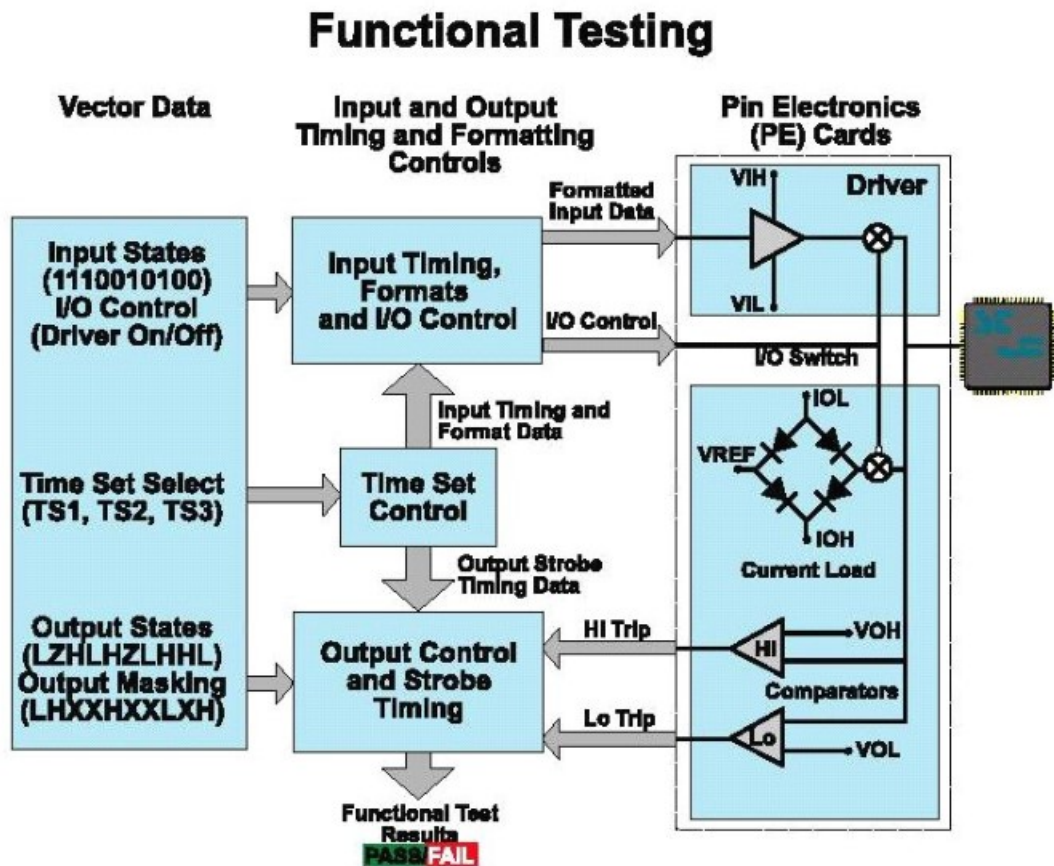 Functional Testing
Vector Data
Input and Output
Timing and Formatting
Controls
Pin Electronics
(PE) Cards
Input States
(1110010100)
I/O Control
(Driver On/Off)
Time Set Select
(TS1, TS2, TS3)
Output States
(LZHLHZLHHL)
Output Masking
(LHXXHXXLXH)
Input Timing,
Formats
and I/O Control
Input Timing and
Format Data
Time Set
Control
Output Strobe
Timing Data
Output Control
and Strobe
Timing
Functional Test
Results
PASS/FAIL
Formatted
Input Data
I/O Control
Hi Trip
Lo Trip
VIH
Driver
VIL
I/O Switch
IOL
VREF
IOH
Current Load
VOH
HI
Comparators
Lo
VOL